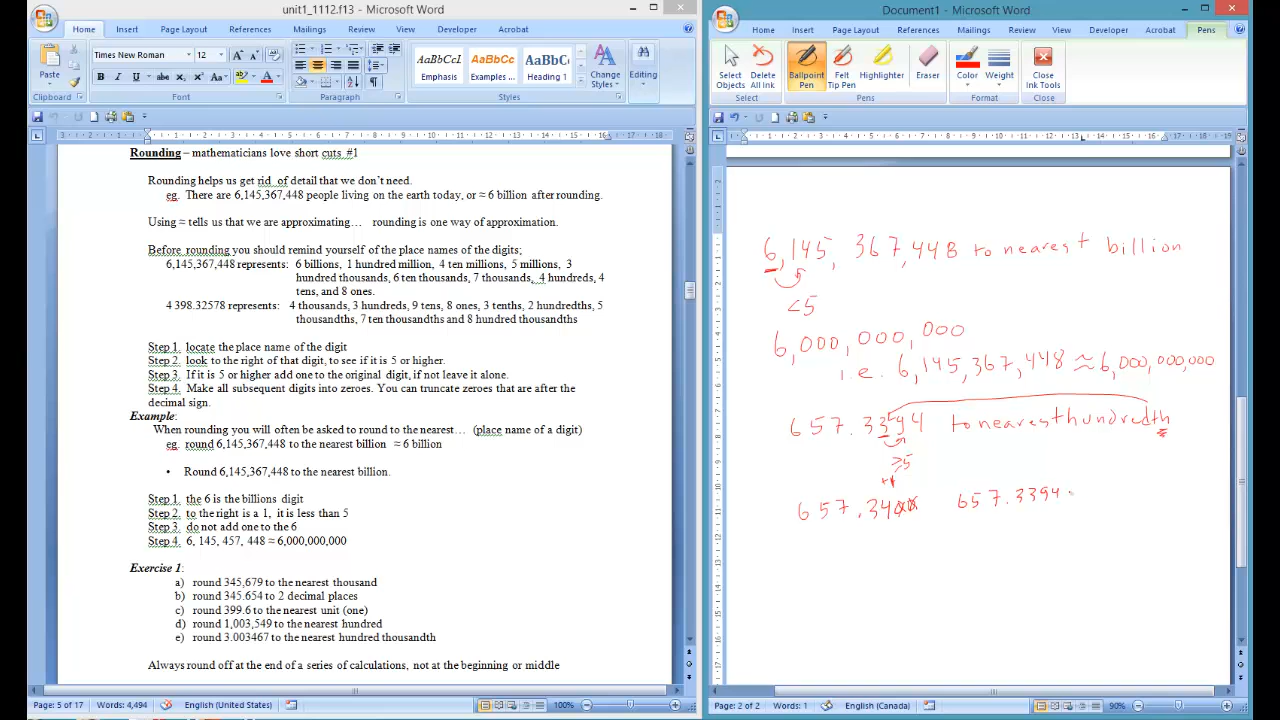 unit1_1112.f13 - Microsoft Word
Home Insert Page Layout References Mailings Review View Developer Acrobat
Paste
Times New Roman 12
AaBbCcI AaBbCc AaBbC
Emphasis Examples ... Heading 1
Change Styles
Editing
Clipboard Font Paragraph Styles
Rounding – mathematicians love short cuts #1
Rounding helps us get rid of detail that we don't need.
eg. There are 6,145,367,448 people living on the earth today, or ≈ 6 billion after rounding.
Using ≈ tells us that we are approximating… rounding is one way of approximation.
Before rounding you should remind yourself of the place names of the digits;
6,145,367,448 represents: 6 billions, 1 hundred million, 4 ten millions, 5 millions, 3
hundred thousands, 6 ten thousands, 7 thousands, 4 hundreds, 4
tens, and 8 ones.
4 398.32578 represents: 4 thousands, 3 hundreds, 9 tens, 8 ones, 3 tenths, 2 hundredths, 5
thousandths, 7 ten thousandths and 8 hundred thousandths
Step 1. locate the place name of the digit
Step 2. look to the right of that digit, to see if it is 5 or higher.
Step 3. If it is 5 or higher add one to the original digit, if not leave it alone.
Step 4. Make all subsequent digits into zeroes. You can truncate zeroes that are after the
decimal sign.
Example:
When rounding you will often be asked to round to the nearest… (place name of a digit)
eg. round 6,145,367,448 to the nearest billion ≈ 6 billion
• Round 6,145,367,448 to the nearest billion.
Step 1. the 6 is the billions digit
Step 2. to the right is a 1, it is less than 5
Step 3. do not add one to the 6
Step 4. 6, 145, 457, 448 ≈ 6,000,000,000
Exercise 1:
a) round 345,679 to the nearest thousand
b) round 345.654 to 2 decimal places
c) round 399.6 to the nearest unit (one)
d) round 1,003,549 to the nearest hundred
e) round 3.003467 to the nearest hundred thousandth
Always round off at the end of a series of calculations, not at the beginning or middle
Page: 5 of 17 Words: 4,494 English (United States) 100%
Document1 - Microsoft Word
Home Insert Page Layout References Mailings Review View Developer Acrobat Pens
Select Objects
Delete All Ink
Ballpoint Pen
Felt Tip Pen
Highlighter
Eraser
Color
Weight
Close Ink Tools
Select Pens Format Close
6,145,367,448 to nearest billion
<5
6,000,000,000
i.e. 6,145,367,448 ≈ 6,000,000,000
657.3394 to nearest hundredth
≥5
+1
657.3400 657.3394
Page: 2 of 2 Words: 1 English (Canada) 90%